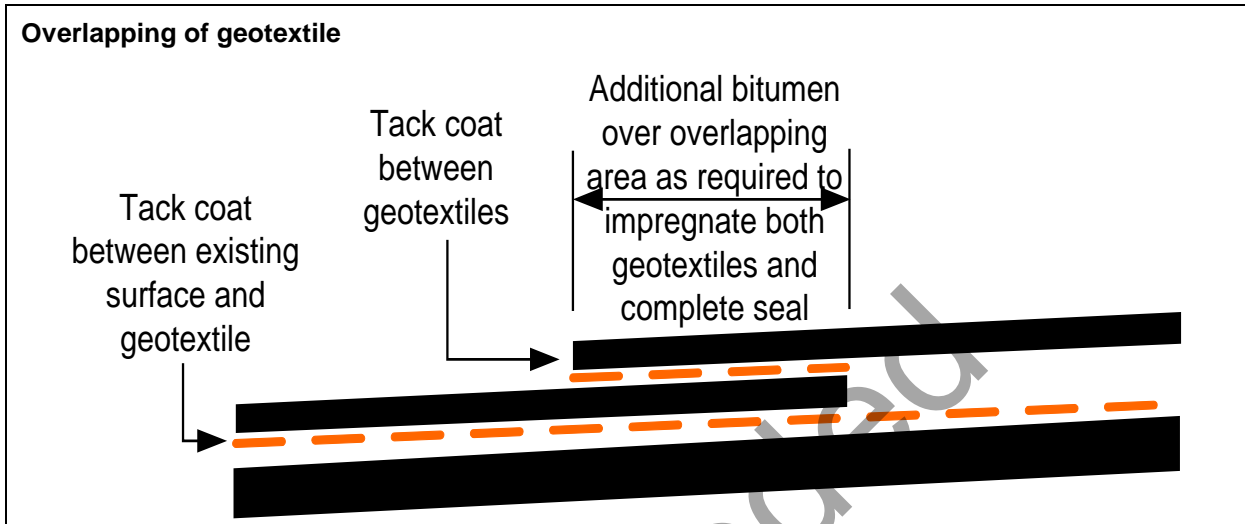 Overlapping of geotextile
Additional bitumen
over overlapping
area as required to
impregnate both
geotextiles and
complete seal
Tack coat
between
geotextiles
Tack coat
between existing
surface and
geotextile